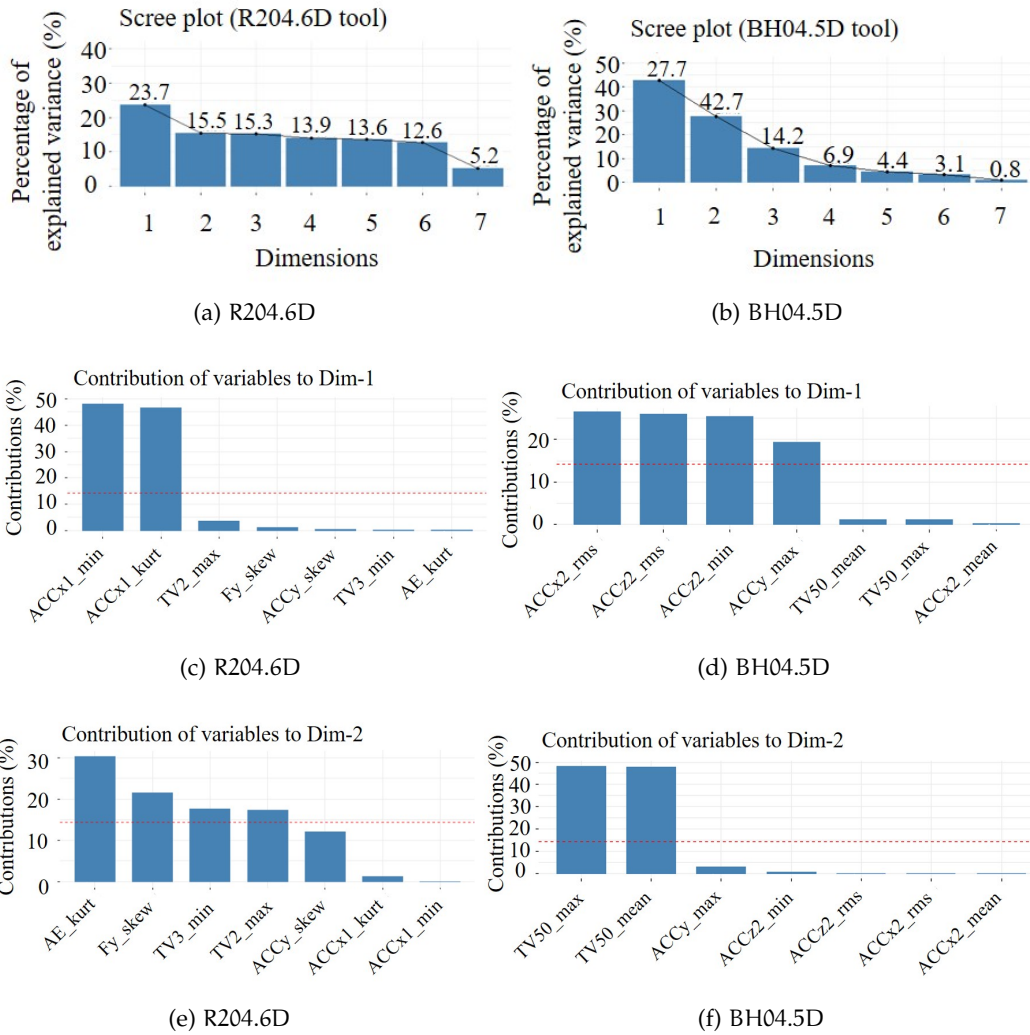 Scree plot (R204.6D tool)
Percentage of
explained variance (%)
40
30
20
10
0
23.7
15.5
15.3
13.9
13.6
12.6
5.2
1 2 3 4 5 6 7
Dimensions
(a) R204.6D
Scree plot (BH04.5D tool)
Percentage of
explained variance (%)
50
40
30
20
10
0
27.7
42.7
14.2
6.9
4.4
3.1
0.8
1 2 3 4 5 6 7
Dimensions
(b) BH04.5D
Contribution of variables to Dim-1
Contributions (%)
50
40
30
20
10
0
ACCx1_min
ACCx1_kurt
TV2_max
Fy_skew
ACCy_skew
TV3_min
AE_kurt
(c) R204.6D
Contribution of variables to Dim-1
Contributions (%)
20
10
0
ACCx2_rms
ACCz2_rms
ACCz2_min
ACCy_max
TV50_mean
TV50_max
ACCx2_mean
(d) BH04.5D
Contribution of variables to Dim-2
Contributions (%)
30
20
10
0
AE_kurt
Fy_skew
TV3_min
TV2_max
ACCy_skew
ACCx1_kurt
ACCx1_min
(e) R204.6D
Contribution of variables to Dim-2
Contributions (%)
50
40
30
20
10
0
TV50_max
TV50_mean
ACCy_max
ACCz2_min
ACCz2_rms
ACCx2_rms
ACCx2_mean
(f) BH04.5D